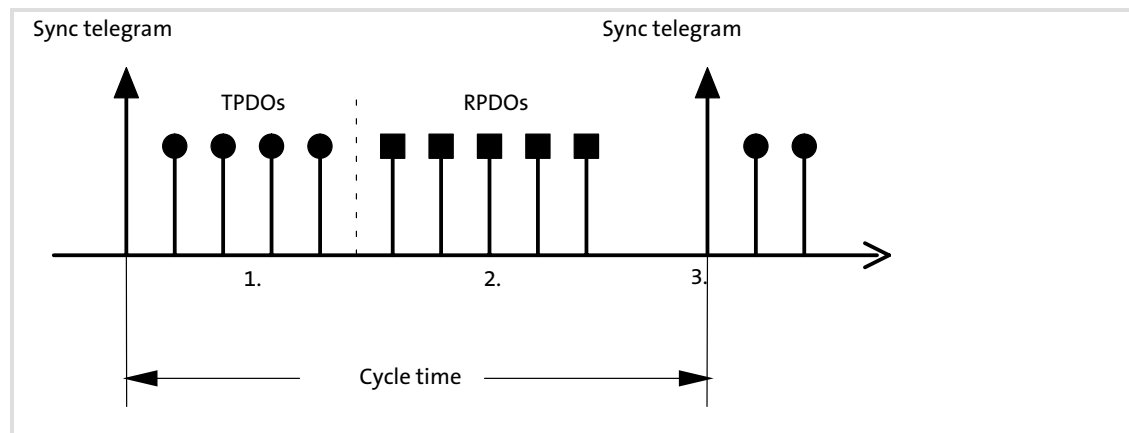 Sync telegram
Sync telegram
TPDOs
RPDOs
1.
2.
3.
Cycle time